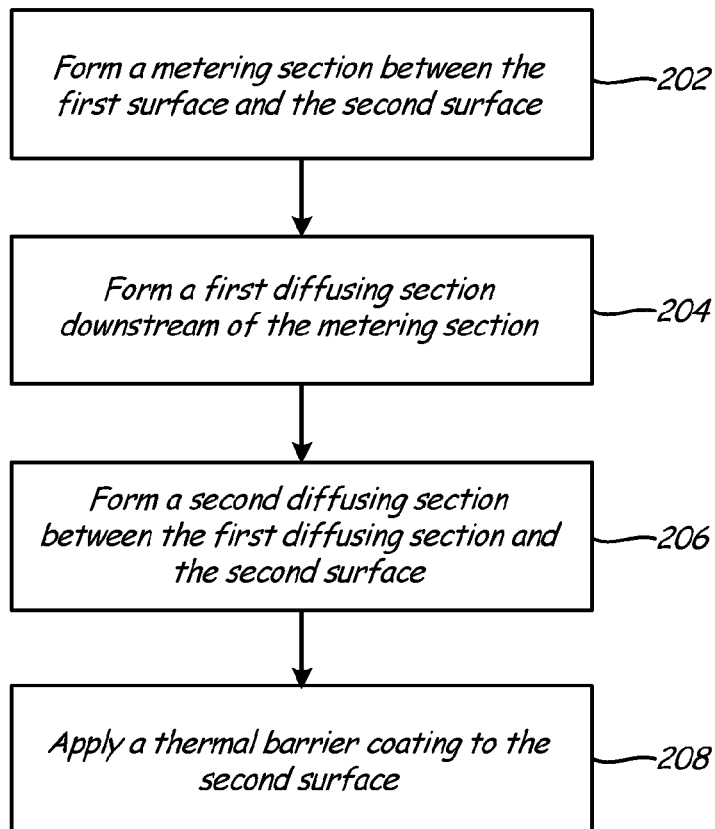 Form a metering section between the
first surface and the second surface
202
Form a first diffusing section
downstream of the metering section
204
Form a second diffusing section
between the first diffusing section and
the second surface
206
Apply a thermal barrier coating to the
second surface
208